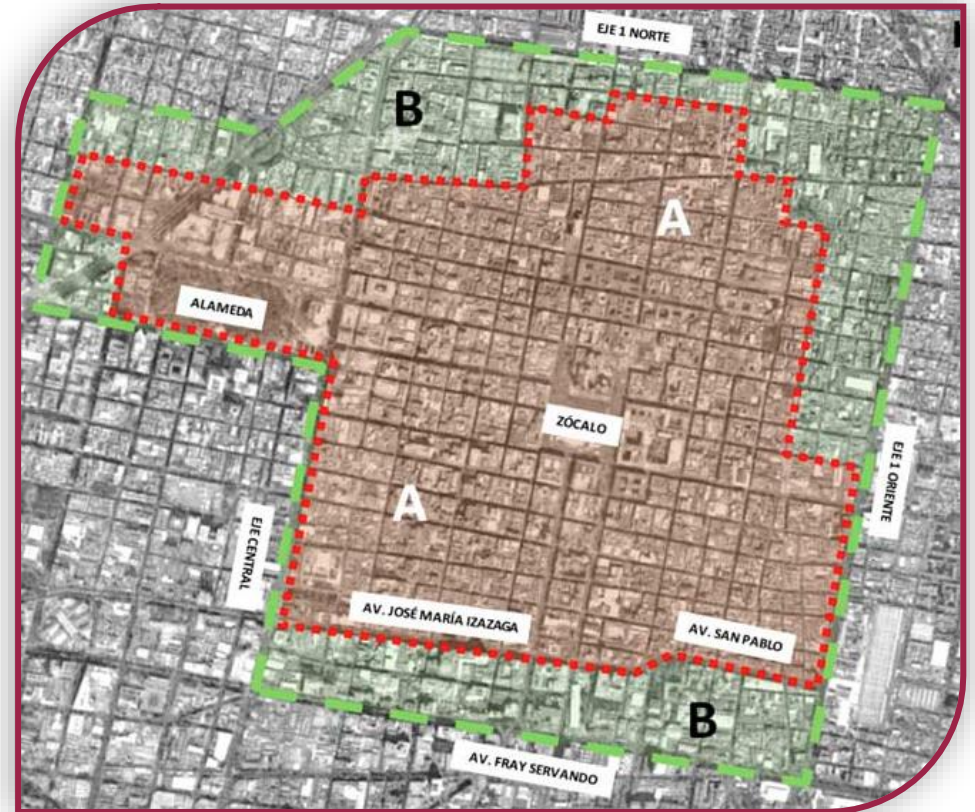 EJE 1 NORTE
B
A
ALAMEDA
ZÓCALO
EJE 1 ORIENTE
A
EJE CENTRAL
AV. JOSÉ MARÍA IZAZAGA
AV. SAN PABLO
B
AV. FRAY SERVANDO